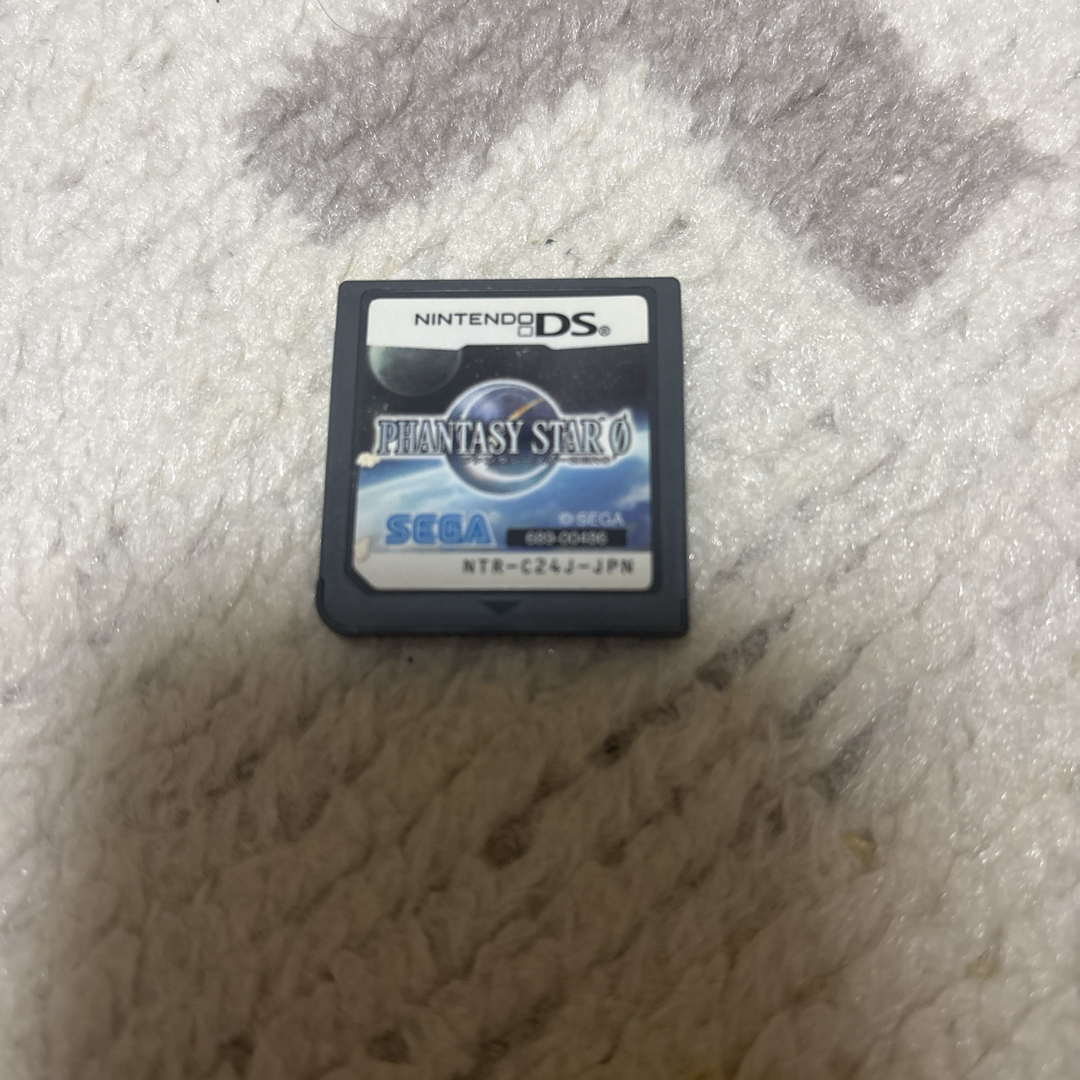 NINTENDO DS®
PHANTASY STAR 0
SEGA
© SEGA
689-00486
NTR-C24J-JPN